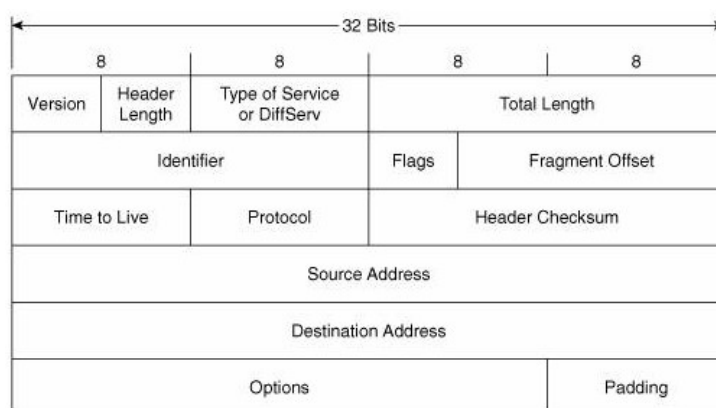 32 Bits
8 8 8 8
Version Header Length Type of Service or DiffServ Total Length
Identifier Flags Fragment Offset
Time to Live Protocol Header Checksum
Source Address
Destination Address
Options Padding